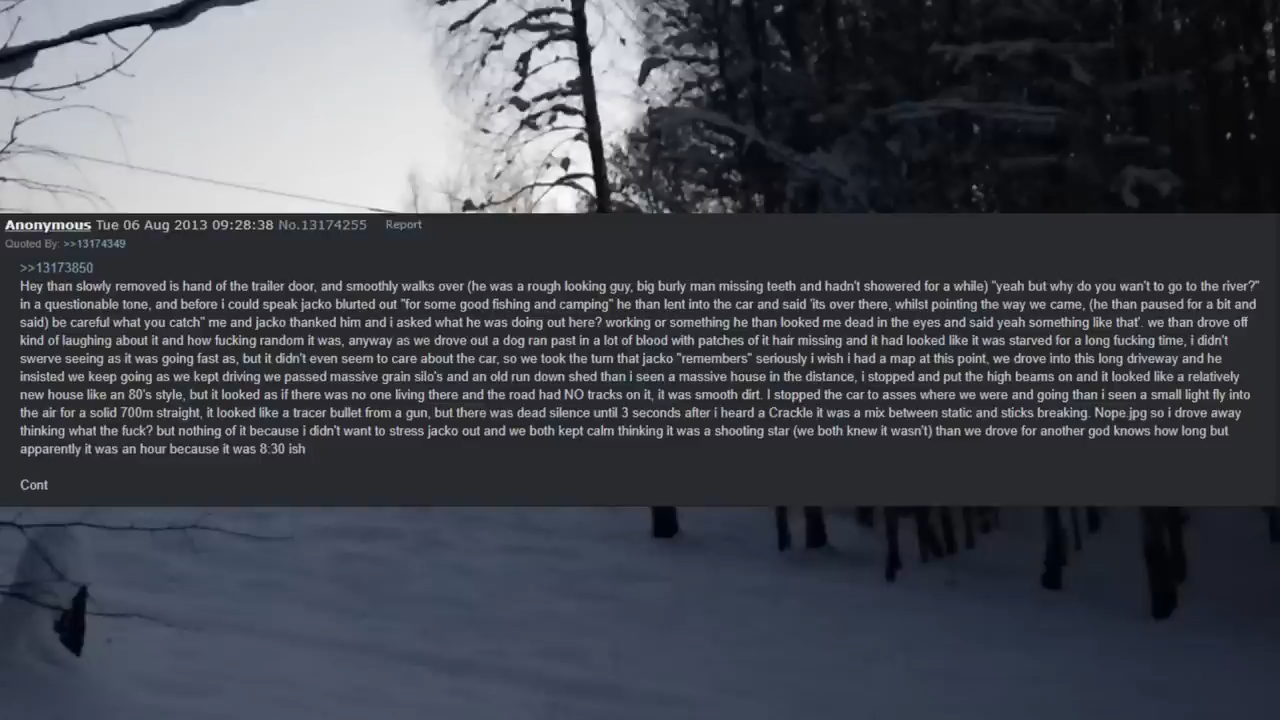 Anonymous Tue 06 Aug 2013 09:28:38 No.13174255 Report
Quoted By: >>13174349
>>13173850
Hey than slowly removed is hand of the trailer door, and smoothly walks over (he was a rough looking guy, big burly man missing teeth and hadn't showered for a while) "yeah but why do you wan't to go to the river?"
in a questionable tone, and before i could speak jacko blurted out "for some good fishing and camping" he than lent into the car and said 'its over there, whilst pointing the way we came, (he than paused for a bit and
said) be careful what you catch" me and jacko thanked him and i asked what he was doing out here? working or something he than looked me dead in the eyes and said yeah something like that'. we than drove off
kind of laughing about it and how fucking random it was, anyway as we drove out a dog ran past in a lot of blood with patches of it hair missing and it had looked like it was starved for a long fucking time, i didn't
swerve seeing as it was going fast as, but it didn't even seem to care about the car, so we took the turn that jacko "remembers" seriously i wish i had a map at this point, we drove into this long driveway and he
insisted we keep going as we kept driving we passed massive grain silo's and an old run down shed than i seen a massive house in the distance, i stopped and put the high beams on and it looked like a relatively
new house like an 80's style, but it looked as if there was no one living there and the road had NO tracks on it, it was smooth dirt. I stopped the car to asses where we were and going than i seen a small light fly into
the air for a solid 700m straight, it looked like a tracer bullet from a gun, but there was dead silence until 3 seconds after i heard a Crackle it was a mix between static and sticks breaking. Nope.jpg so i drove away
thinking what the fuck? but nothing of it because i didn't want to stress jacko out and we both kept calm thinking it was a shooting star (we both knew it wasn't) than we drove for another god knows how long but
apparently it was an hour because it was 8:30 ish
Cont